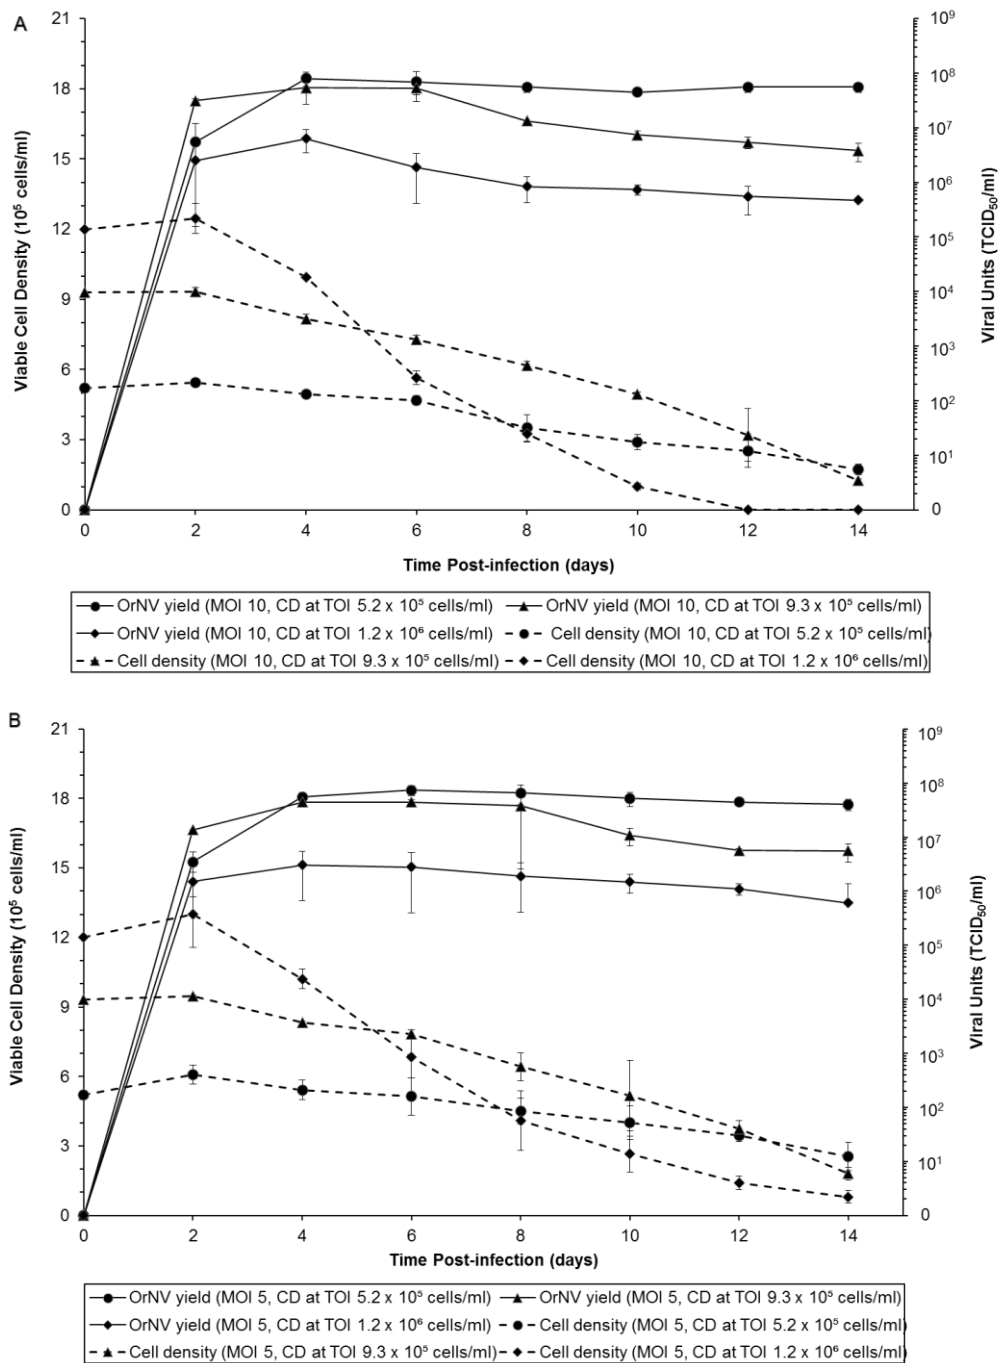 A
21
18
15
12
9
6
3
0
Viable Cell Density (10⁵ cells/ml)
10⁹
10⁸
10⁷
10⁶
10⁵
10⁴
10³
10²
10¹
0
Viral Units (TCID₅₀/ml)
0 2 4 6 8 10 12 14
Time Post-infection (days)
OrNV yield (MOI 10, CD at TOI 5.2 x 10⁵ cells/ml) OrNV yield (MOI 10, CD at TOI 9.3 x 10⁵ cells/ml)
OrNV yield (MOI 10, CD at TOI 1.2 x 10⁶ cells/ml) Cell density (MOI 10, CD at TOI 5.2 x 10⁵ cells/ml)
Cell density (MOI 10, CD at TOI 9.3 x 10⁵ cells/ml) Cell density (MOI 10, CD at TOI 1.2 x 10⁶ cells/ml)
B
21
18
15
12
9
6
3
0
Viable Cell Density (10⁵ cells/ml)
10⁹
10⁸
10⁷
10⁶
10⁵
10⁴
10³
10²
10¹
0
Viral Units (TCID₅₀/ml)
0 2 4 6 8 10 12 14
Time Post-infection (days)
OrNV yield (MOI 5, CD at TOI 5.2 x 10⁵ cells/ml) OrNV yield (MOI 5, CD at TOI 9.3 x 10⁵ cells/ml)
OrNV yield (MOI 5, CD at TOI 1.2 x 10⁶ cells/ml) Cell density (MOI 5, CD at TOI 5.2 x 10⁵ cells/ml)
Cell density (MOI 5, CD at TOI 9.3 x 10⁵ cells/ml) Cell density (MOI 5, CD at TOI 1.2 x 10⁶ cells/ml)